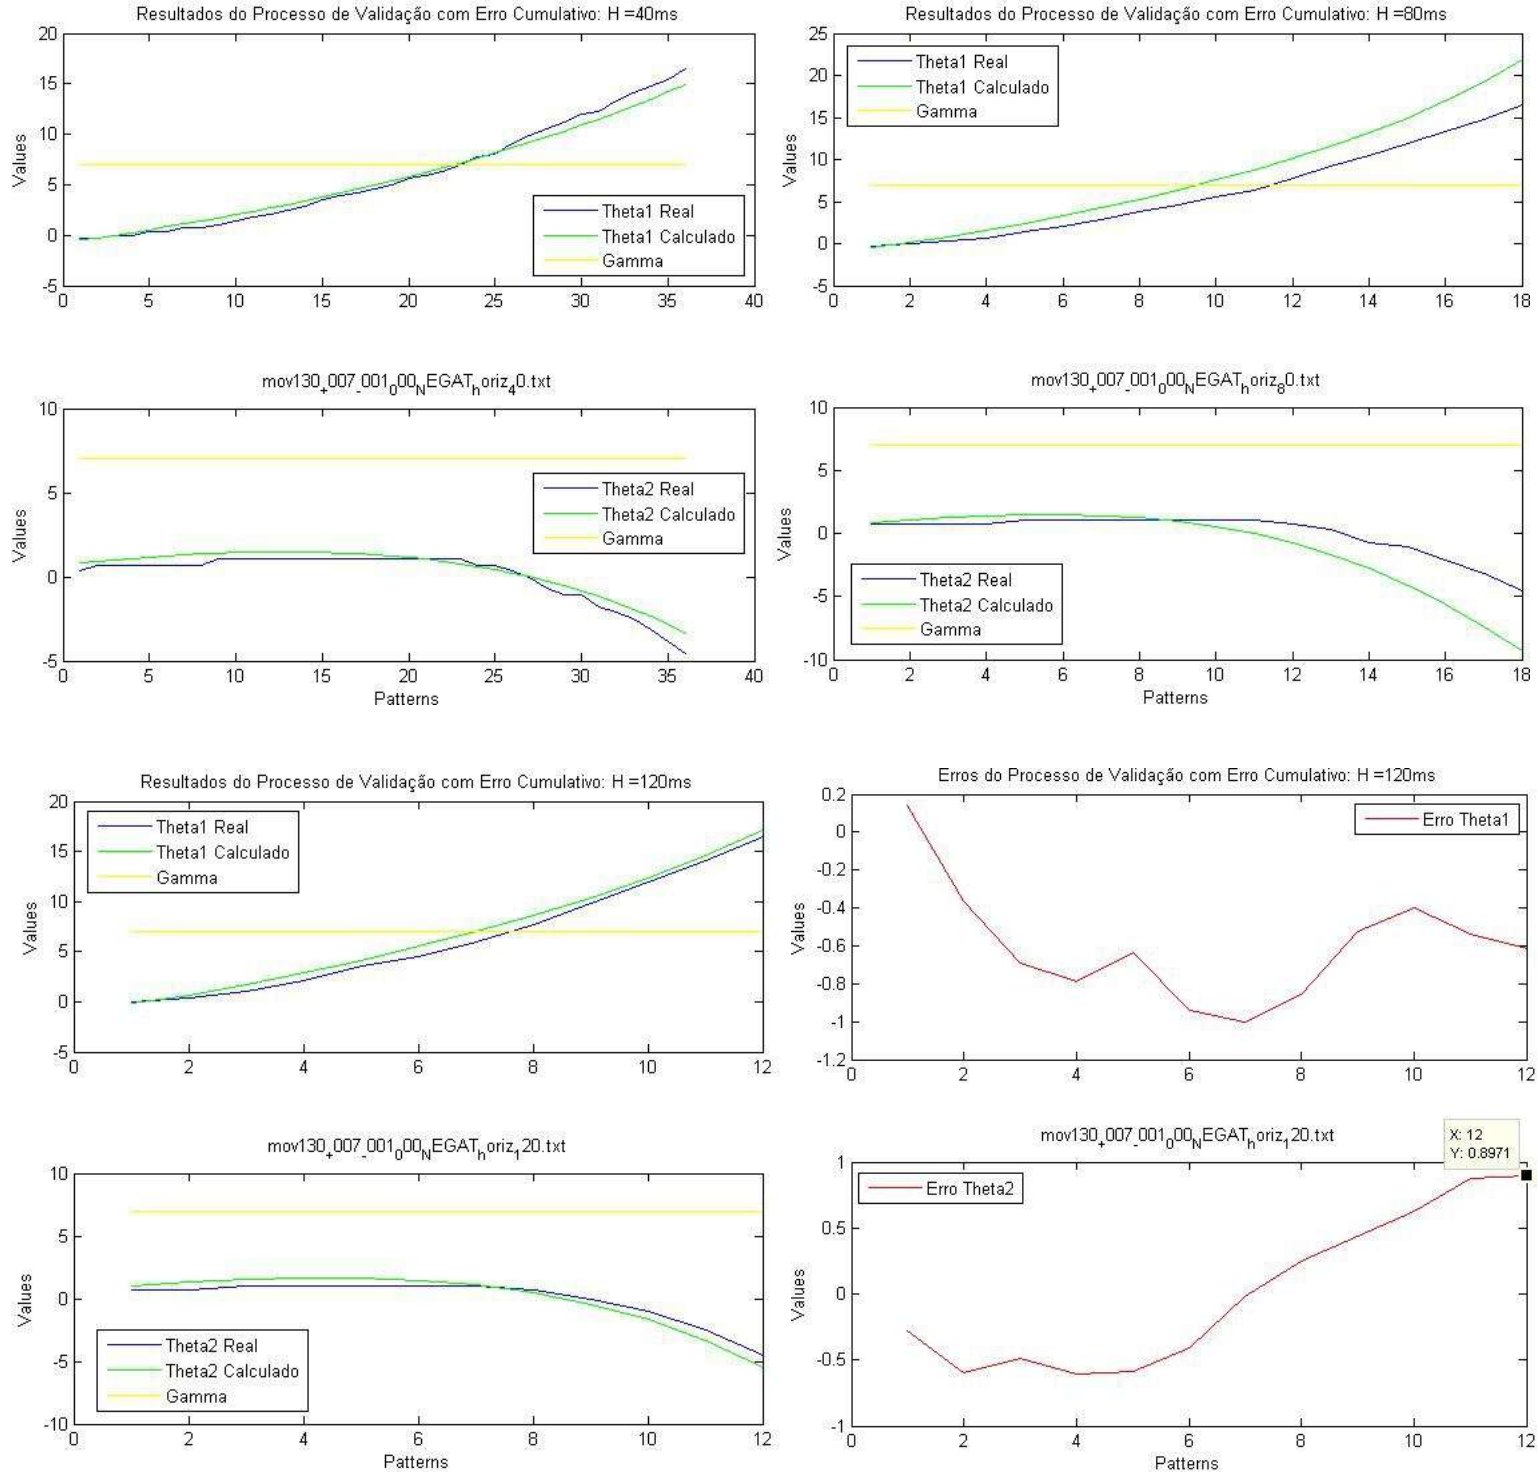 Resultados do Processo de Validação com Erro Cumulativo: H =40ms
20
15
10
5
0
-5
Values
0 5 10 15 20 25 30 35 40
Theta1 Real
Theta1 Calculado
Gamma
Resultados do Processo de Validação com Erro Cumulativo: H =80ms
25
20
15
10
5
0
-5
Values
0 2 4 6 8 10 12 14 16 18
Theta1 Real
Theta1 Calculado
Gamma
mov130+007-001000NEGAThoriz40.txt
10
5
0
-5
Values
0 5 10 15 20 25 30 35 40
Patterns
Theta2 Real
Theta2 Calculado
Gamma
mov130+007-001000NEGAThoriz80.txt
10
5
0
-5
-10
Values
0 2 4 6 8 10 12 14 16 18
Patterns
Theta2 Real
Theta2 Calculado
Gamma
Resultados do Processo de Validação com Erro Cumulativo: H =120ms
20
15
10
5
0
-5
Values
0 2 4 6 8 10 12
Theta1 Real
Theta1 Calculado
Gamma
Erros do Processo de Validação com Erro Cumulativo: H =120ms
0.2
0
-0.2
-0.4
-0.6
-0.8
-1
-1.2
Values
0 2 4 6 8 10 12
Erro Theta1
mov130+007-001000NEGAThoriz120.txt
10
5
0
-5
-10
Values
0 2 4 6 8 10 12
Patterns
Theta2 Real
Theta2 Calculado
Gamma
mov130+007-001000NEGAThoriz120.txt
X: 12
Y: 0.8971
1
0.5
0
-0.5
-1
Values
0 2 4 6 8 10 12
Patterns
Erro Theta2